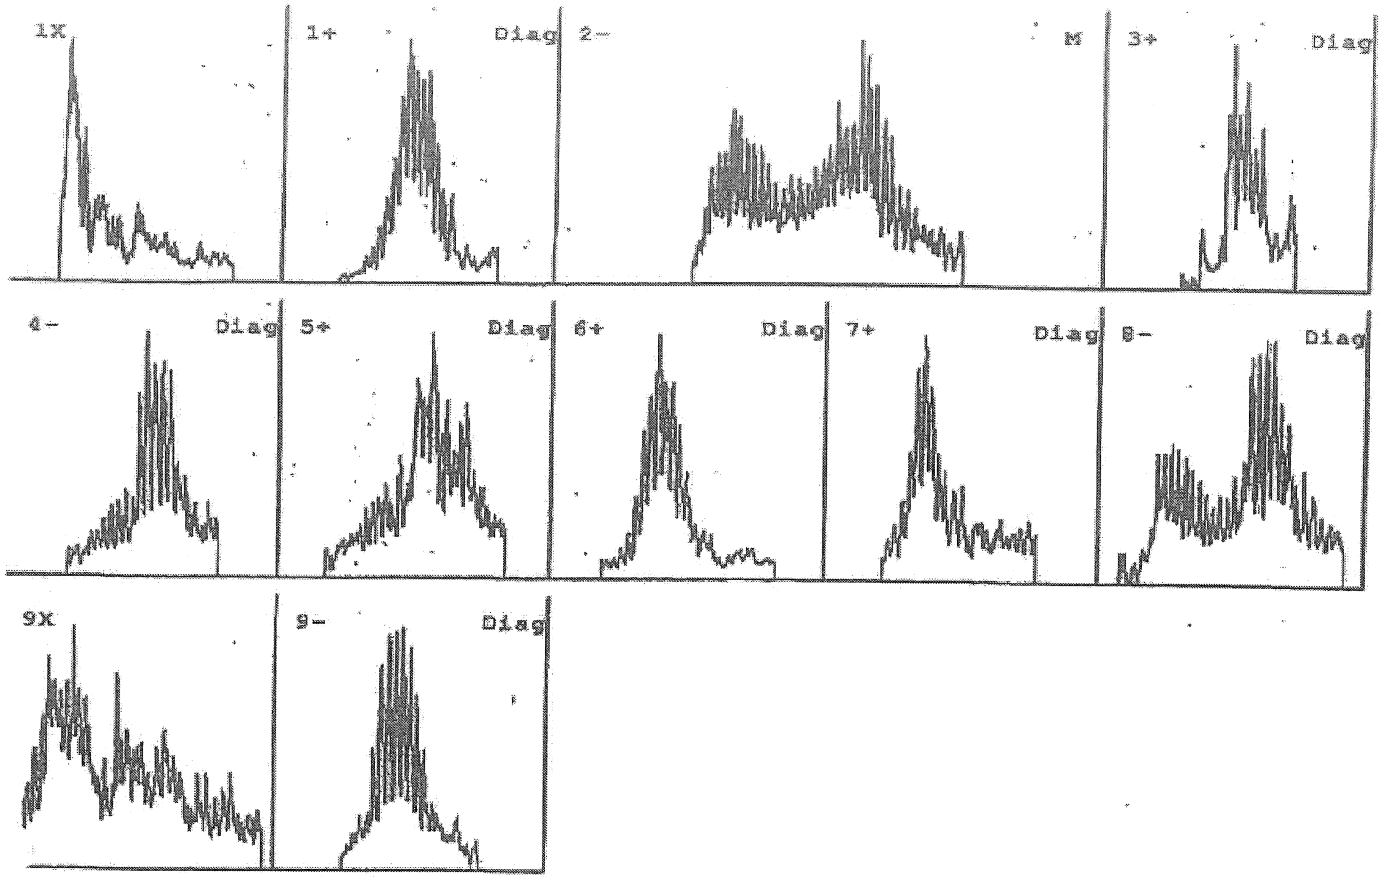 1X 1+ Diag 2- M 3+ Diag
4- Diag 5+ Diag 6+ Diag 7+ Diag 8- Diag
9X 9- Diag